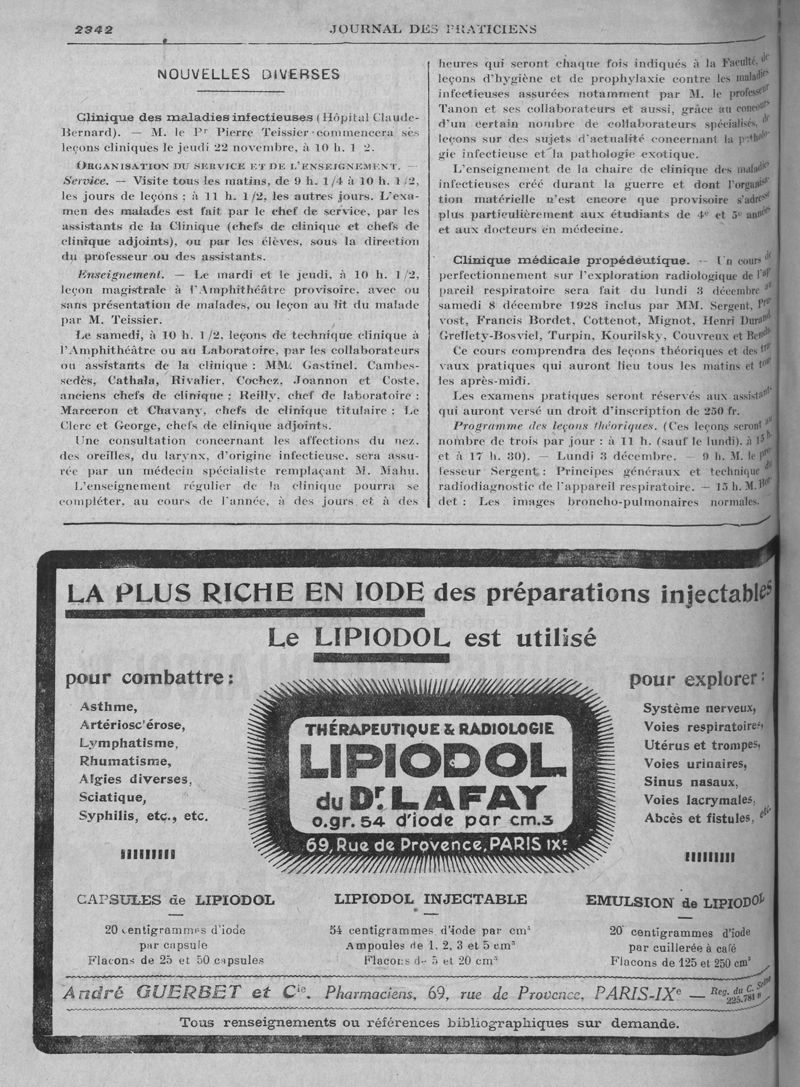 2942
JOURNAL DES PRATICIENS
NOUVELLES DIVERSES
Clinique des maladies infectieuses (Hôpital Claude-
Bernard). — M. le Pr Pierre Teissier commencera ses
leçons cliniques le jeudi 22 novembre, à 10 h. 1 2.
ORGANISATION DU SERVICE ET DE L'ENSEIGNEMENT. —
Service. — Visite tous les matins, de 9 h. 1/4 à 10 h. 1/2,
les jours de leçons ; à 11 h. 1/2, les autres jours. L'exa-
men des malades est fait par le chef de service, par les
assistants de la Clinique (chefs de clinique et chefs de
clinique adjoints), ou par les élèves, sous la direction
du professeur ou des assistants.
Enseignement. — Le mardi et le jeudi, à 10 h. 1/2,
leçon magistrale à l'Amphithéâtre provisoire, avec ou
sans présentation de malades, ou leçon au lit du malade
par M. Teissier.
Le samedi, à 10 h. 1/2, leçons de technique clinique à
l'Amphithéâtre ou au Laboratoire, par les collaborateurs
ou assistants de la clinique : MM. Gastinel, Cambes-
sedès, Cathala, Rivalier, Cochez, Joannon et Coste,
anciens chefs de clinique ; Reilly, chef de laboratoire ;
Marceron et Chavany, chefs de clinique titulaire ; Le
Clerc et George, chefs de clinique adjoints.
Une consultation concernant les affections du nez,
des oreilles, du larynx, d'origine infectieuse, sera assu-
rée par un médecin spécialiste remplaçant M. Mahu.
L'enseignement régulier de la clinique pourra se
compléter, au cours de l'année, à des jours et à des
heures qui seront chaque fois indiqués à la Faculté, de
leçons d'hygiène et de prophylaxie contre les maladies
infectieuses assurées notamment par M. le professeur
Tanon et ses collaborateurs et aussi, grâce au concours
d'un certain nombre de collaborateurs spécialisés, de
leçons sur des sujets d'actualité concernant la patholo-
gie infectieuse et la pathologie exotique.
L'enseignement de la chaire de clinique des maladies
infectieuses créé durant la guerre et dont l'organisa-
tion matérielle n'est encore que provisoire s'adresse
plus particulièrement aux étudiants de 4e et 5e années
et aux docteurs en médecine.
Clinique médicale propédeutique. — Un cours de
perfectionnement sur l'exploration radiologique de l'ap-
pareil respiratoire sera fait du lundi 3 décembre au
samedi 8 décembre 1928 inclus par MM. Sergent, Pru-
vost, Francis Bordet, Cottenot, Mignot, Henri Durand
Grellety-Bosviel, Turpin, Kourilsky, Couvreux et
Ce cours comprendra des leçons théoriques et des tra-
vaux pratiques qui auront lieu tous les matins et tous
les après-midi.
Les examens pratiques seront réservés aux assistants
qui auront versé un droit d'inscription de 250 fr.
Programme des leçons théoriques. (Ces leçons seront au
nombre de trois par jour : à 11 h. (sauf le lundi), à 15 h.
et à 17 h. 30). — Lundi 3 décembre. — 9 h. M. le pro-
fesseur Sergent : Principes généraux et technique du
radiodiagnostic de l'appareil respiratoire. — 15 h. M. Bor-
det : Les images broncho-pulmonaires normales.
LA PLUS RICHE EN IODE des préparations injectables
Le LIPIODOL est utilisé
pour combattre :
Asthme,
Artériosc'érose,
Lymphatisme,
Rhumatisme,
Algies diverses,
Sciatique,
Syphilis, etc., etc.
THÉRAPEUTIQUE & RADIOLOGIE
LIPIODOL
du Dr. LAFAY
0.gr. 54 d'iode par cm.3
69, Rue de Provence, PARIS IXe
pour explorer :
Système nerveux,
Voies respiratoires,
Utérus et trompes,
Voies urinaires,
Sinus nasaux,
Voies lacrymales,
Abcès et fistules, etc.
CAPSULES de LIPIODOL
20 centigrammes d'iode
par capsule
Flacons de 25 et 50 capsules
LIPIODOL INJECTABLE
54 centigrammes d'iode par cm³
Ampoules de 1, 2, 3 et 5 cm³
Flacons de 5 et 20 cm³
EMULSION de LIPIODOL
20 centigrammes d'iode
par cuillerée à café
Flacons de 125 et 250 cm³
André GUERBET et Cie, Pharmaciens, 69, rue de Provence, PARIS-IXe — Reg. du C. Seine
225.781 B
Tous renseignements ou références bibliographiques sur demande.